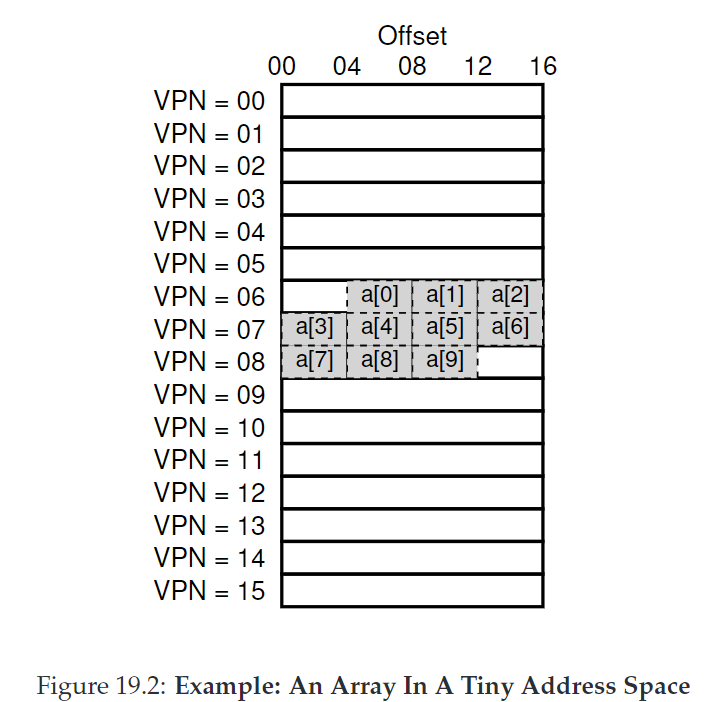 Offset
00 04 08 12 16
VPN = 00
VPN = 01
VPN = 02
VPN = 03
VPN = 04
VPN = 05
VPN = 06 a[0] a[1] a[2]
VPN = 07 a[3] a[4] a[5] a[6]
VPN = 08 a[7] a[8] a[9]
VPN = 09
VPN = 10
VPN = 11
VPN = 12
VPN = 13
VPN = 14
VPN = 15
Figure 19.2: Example: An Array In A Tiny Address Space